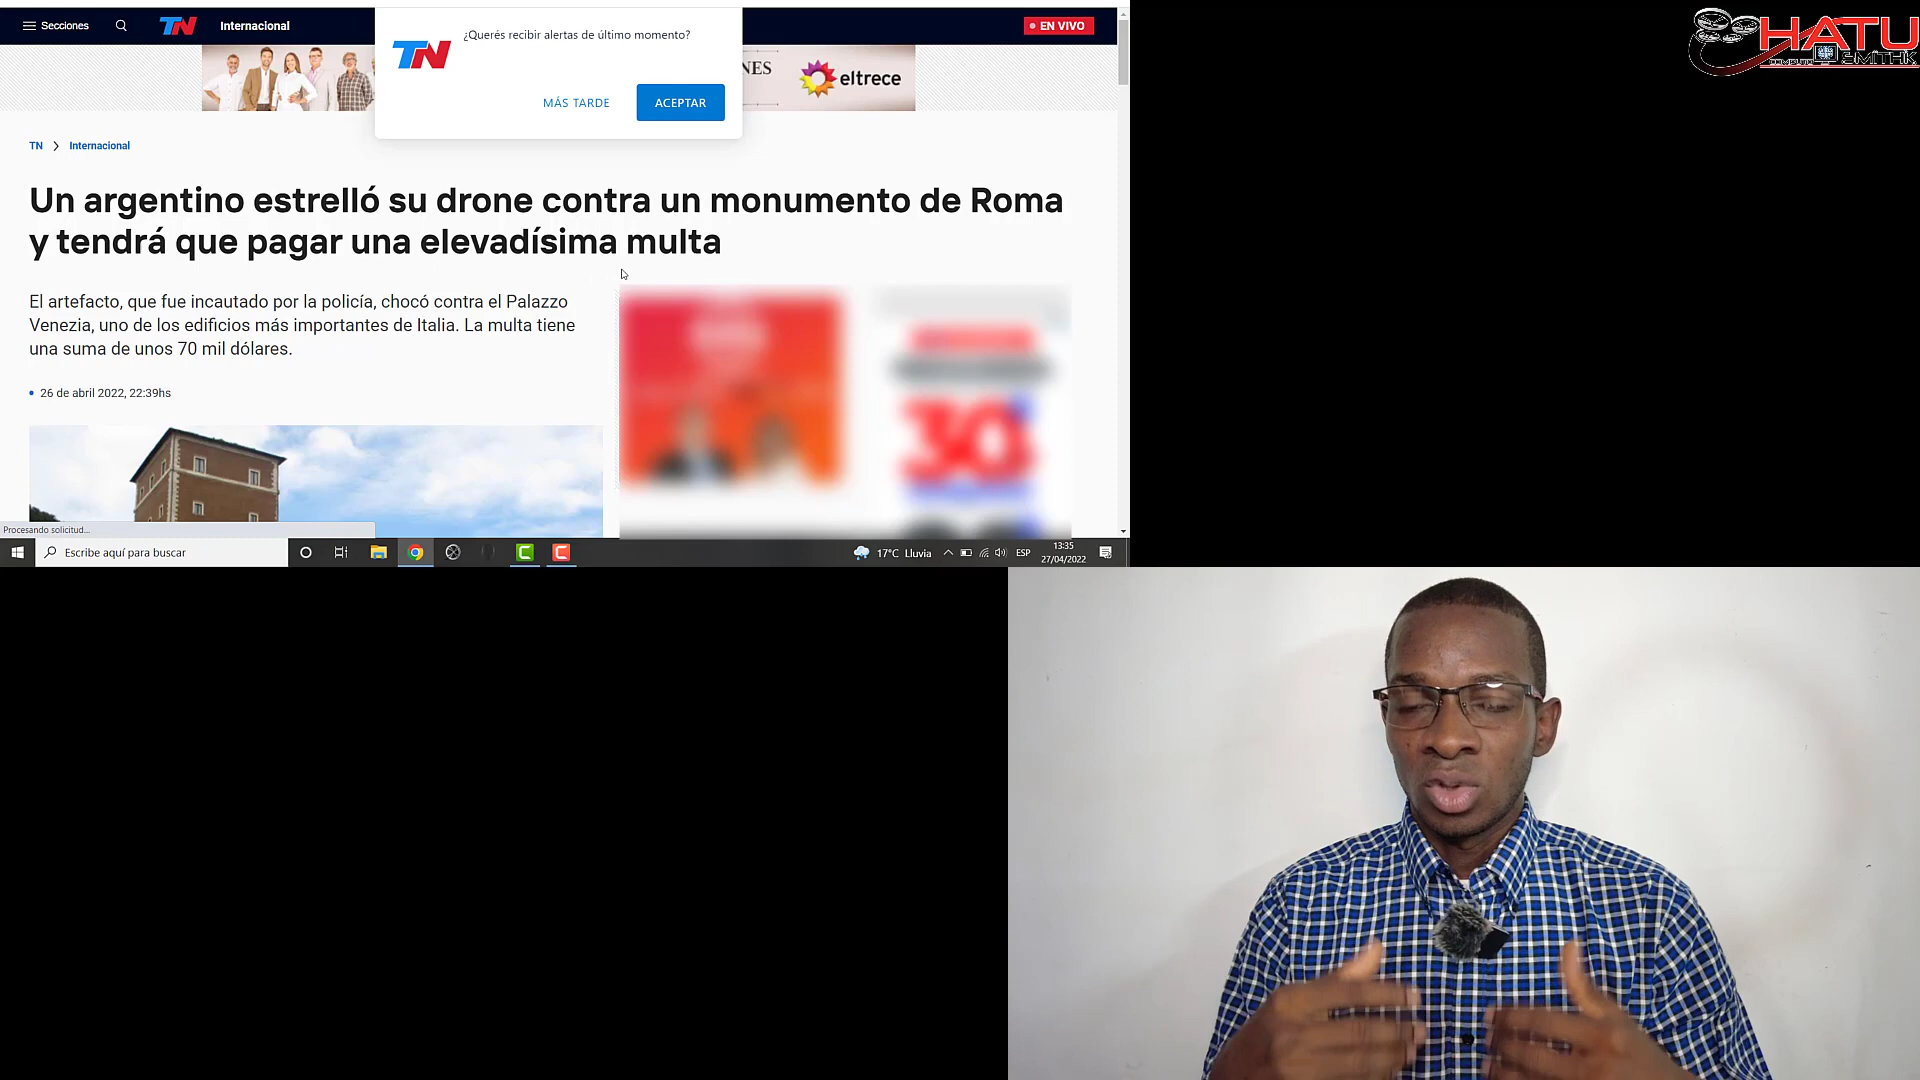 Secciones
TN
Internacional
¿Querés recibir alertas de último momento?
TN
MÁS TARDE
ACEPTAR
EN VIVO
NES
eltrece
HATU
COMPUTO
SMITHK
TN > Internacional
Un argentino estrelló su drone contra un monumento de Roma
y tendrá que pagar una elevadísima multa
El artefacto, que fue incautado por la policía, chocó contra el Palazzo
Venezia, uno de los edificios más importantes de Italia. La multa tiene
una suma de unos 70 mil dólares.
26 de abril 2022, 22:39hs
30
Procesando solicitud...
Escribe aquí para buscar
17°C Lluvia
ESP
13:35
27/04/2022